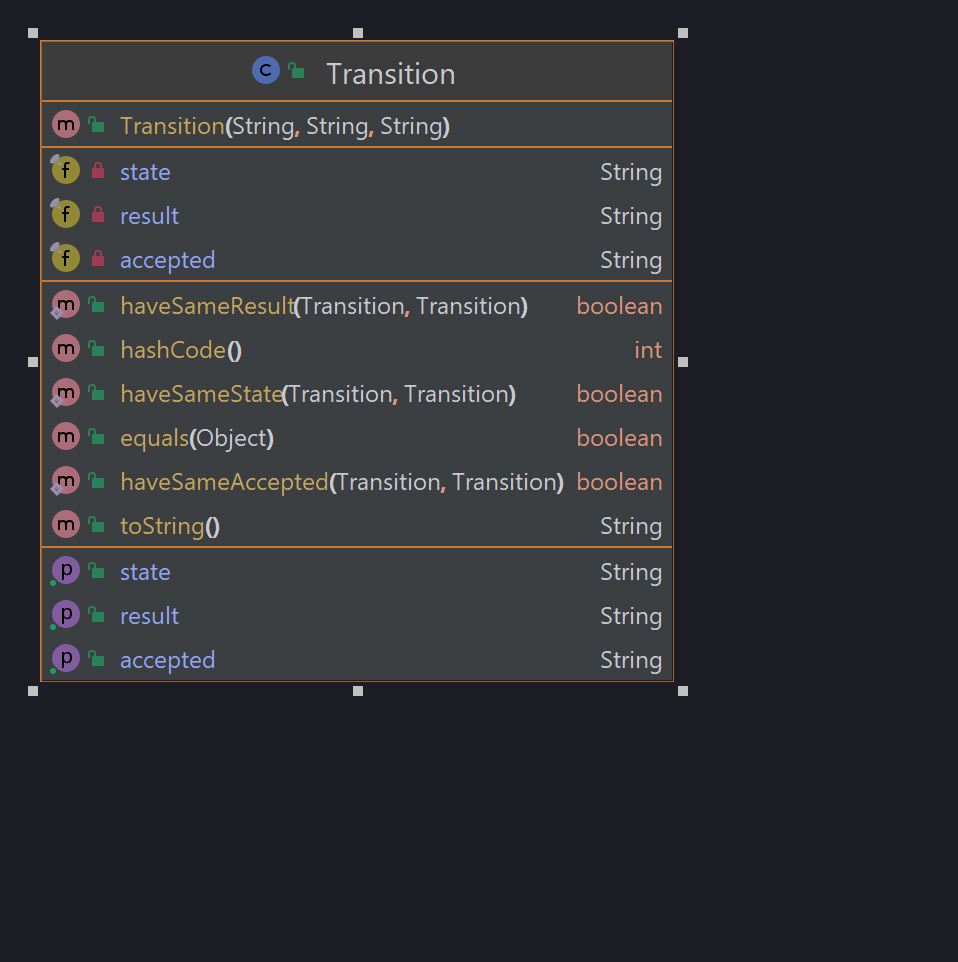 C Transition
m Transition(String, String, String)
f state String
f result String
f accepted String
m haveSameResult(Transition, Transition) boolean
m hashCode() int
m haveSameState(Transition, Transition) boolean
m equals(Object) boolean
m haveSameAccepted(Transition, Transition) boolean
m toString() String
p state String
p result String
p accepted String